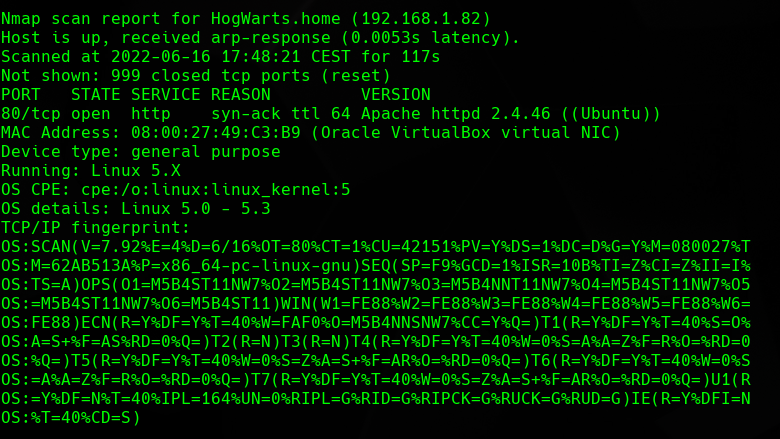 Nmap scan report for HogWarts.home (192.168.1.82)
Host is up, received arp-response (0.0053s latency).
Scanned at 2022-06-16 17:48:21 CEST for 117s
Not shown: 999 closed tcp ports (reset)
PORT   STATE SERVICE REASON         VERSION
80/tcp open  http    syn-ack ttl 64 Apache httpd 2.4.46 ((Ubuntu))
MAC Address: 08:00:27:49:C3:B9 (Oracle VirtualBox virtual NIC)
Device type: general purpose
Running: Linux 5.X
OS CPE: cpe:/o:linux:linux_kernel:5
OS details: Linux 5.0 - 5.3
TCP/IP fingerprint:
OS:SCAN(V=7.92%E=4%D=6/16%OT=80%CT=1%CU=42151%PV=Y%DS=1%DC=D%G=Y%M=080027%T
OS:M=62AB513A%P=x86_64-pc-linux-gnu)SEQ(SP=F9%GCD=1%ISR=10B%TI=Z%CI=Z%II=I%
OS:TS=A)OPS(O1=M5B4ST11NW7%O2=M5B4ST11NW7%O3=M5B4NNT11NW7%O4=M5B4ST11NW7%O5
OS:=M5B4ST11NW7%O6=M5B4ST11)WIN(W1=FE88%W2=FE88%W3=FE88%W4=FE88%W5=FE88%W6=
OS:FE88)ECN(R=Y%DF=Y%T=40%W=FAF0%O=M5B4NNSNW7%CC=Y%Q=)T1(R=Y%DF=Y%T=40%S=O%
OS:A=S+%F=AS%RD=0%Q=)T2(R=N)T3(R=N)T4(R=Y%DF=Y%T=40%W=0%S=A%A=Z%F=R%O=%RD=0
OS:%Q=)T5(R=Y%DF=Y%T=40%W=0%S=Z%A=S+%F=AR%O=%RD=0%Q=)T6(R=Y%DF=Y%T=40%W=0%S
OS:=A%A=Z%F=R%O=%RD=0%Q=)T7(R=Y%DF=Y%T=40%W=0%S=Z%A=S+%F=AR%O=%RD=0%Q=)U1(R
OS:=Y%DF=N%T=40%IPL=164%UN=0%RIPL=G%RID=G%RIPCK=G%RUCK=G%RUD=G)IE(R=Y%DFI=N
OS:%T=40%CD=S)